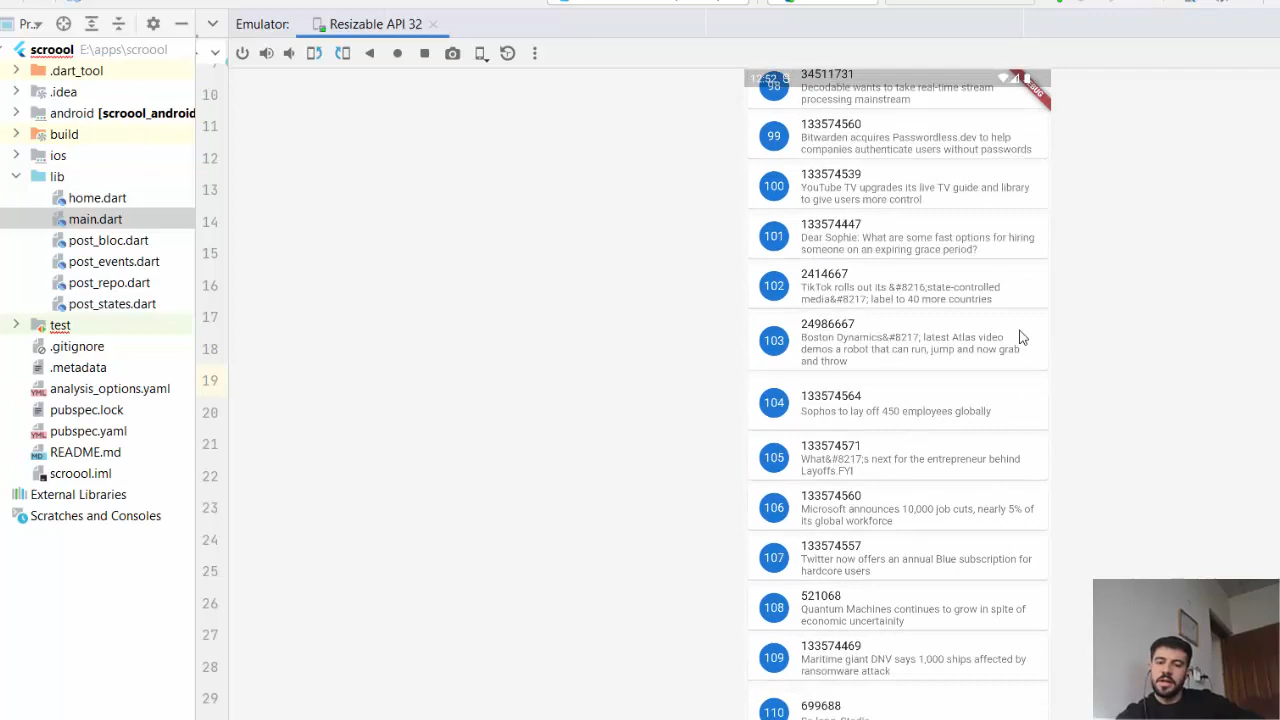 Pr...
Emulator:
Resizable API 32
scroool E:\apps\scroool
.dart_tool
.idea
android [scroool_android
build
ios
lib
home.dart
main.dart
post_bloc.dart
post_events.dart
post_repo.dart
post_states.dart
test
.gitignore
.metadata
analysis_options.yaml
pubspec.lock
pubspec.yaml
README.md
scroool.iml
External Libraries
Scratches and Consoles
10
11
12
13
14
15
16
17
18
19
20
21
22
23
24
25
26
27
28
29
12:52
98
34511731
Decodable wants to take real-time stream
processing mainstream
99
133574560
Bitwarden acquires Passwordless.dev to help
companies authenticate users without passwords
100
133574539
YouTube TV upgrades its live TV guide and library
to give users more control
101
133574447
Dear Sophie: What are some fast options for hiring
someone on an expiring grace period?
102
2414667
TikTok rolls out its &#8216;state-controlled
media&#8217; label to 40 more countries
103
24986667
Boston Dynamics&#8217; latest Atlas video
demos a robot that can run, jump and now grab
and throw
104
133574564
Sophos to lay off 450 employees globally
105
133574571
What&#8217;s next for the entrepreneur behind
Layoffs.FYI
106
133574560
Microsoft announces 10,000 job cuts, nearly 5% of
its global workforce
107
133574557
Twitter now offers an annual Blue subscription for
hardcore users
108
521068
Quantum Machines continues to grow in spite of
economic uncertainity
109
133574469
Maritime giant DNV says 1,000 ships affected by
ransomware attack
110
699688